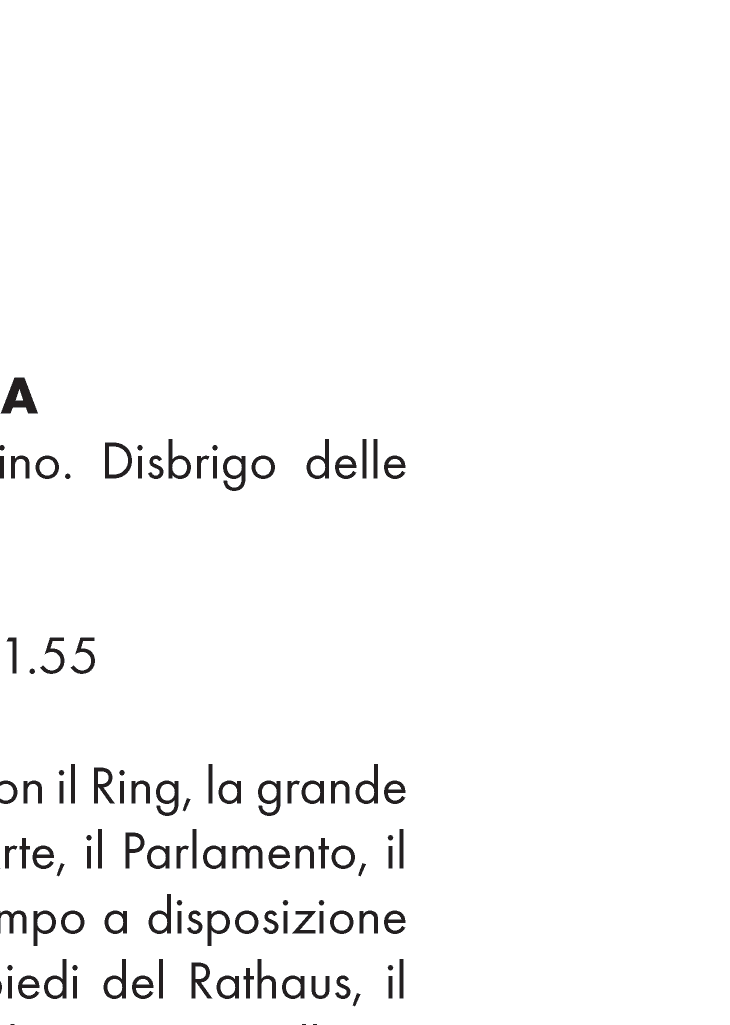 A
ino. Disbrigo delle
1.55
on il Ring, la grande
rte, il Parlamento, il
mpo a disposizione
piedi del Rathaus, il